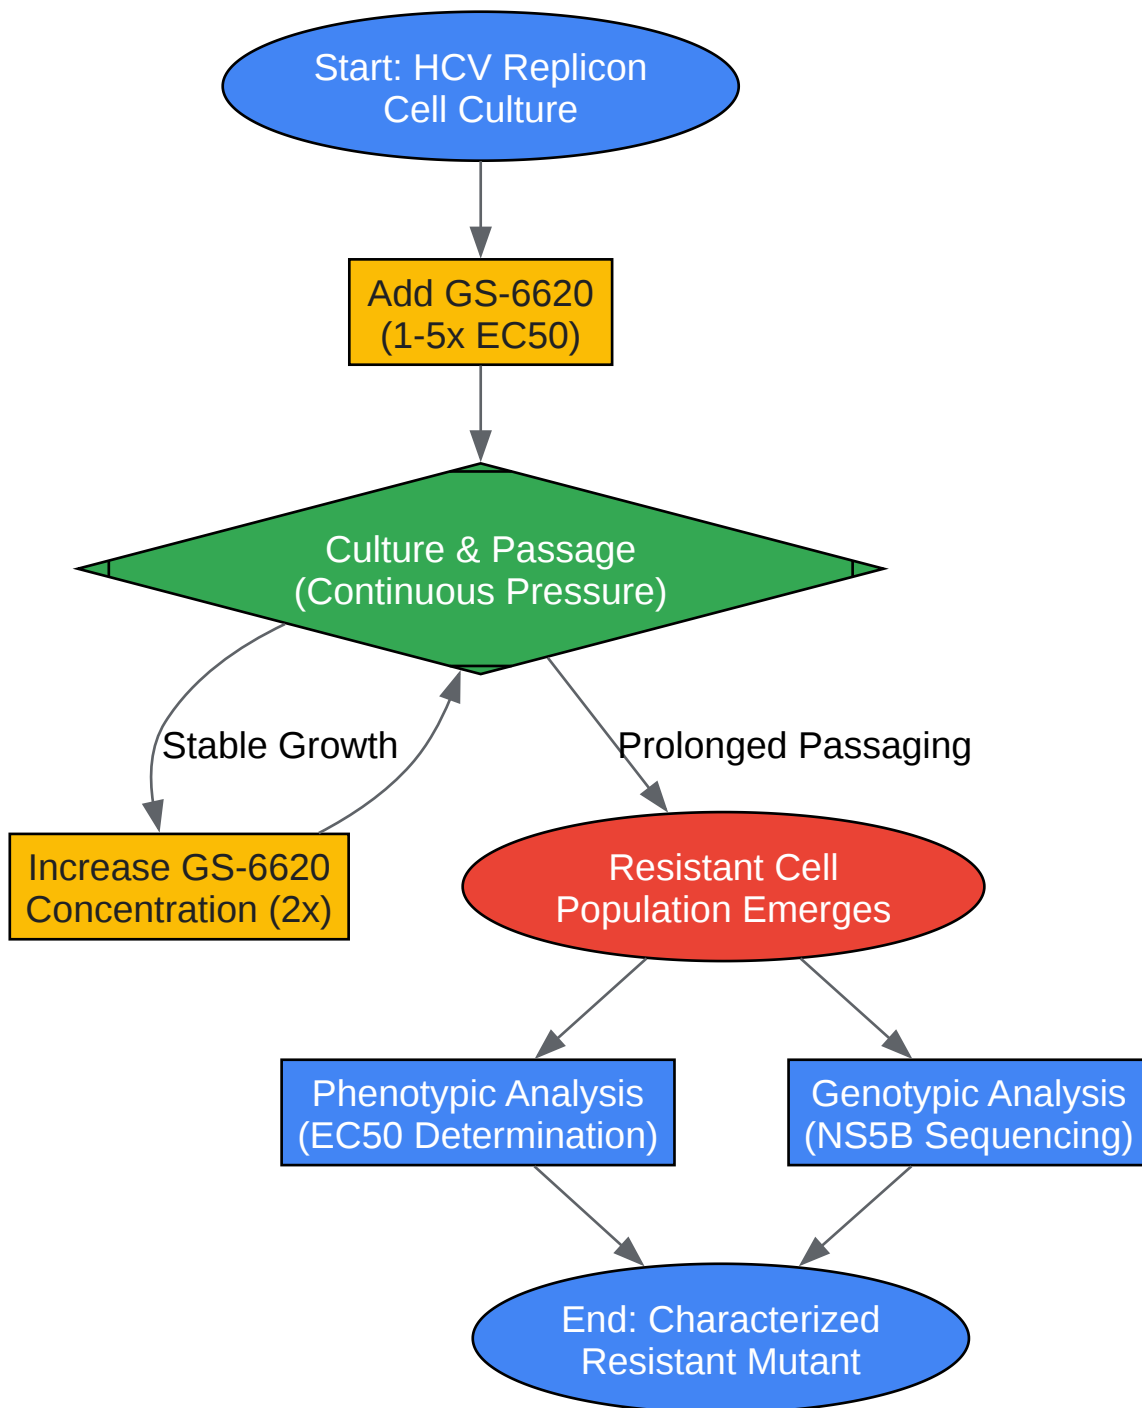 Start: HCV Replicon
Cell Culture
Add GS-6620
(1-5x EC50)
Culture & Passage
(Continuous Pressure)
Stable Growth
Prolonged Passaging
Increase GS-6620
Concentration (2x)
Resistant Cell
Population Emerges
Phenotypic Analysis
(EC50 Determination)
Genotypic Analysis
(NS5B Sequencing)
End: Characterized
Resistant Mutant